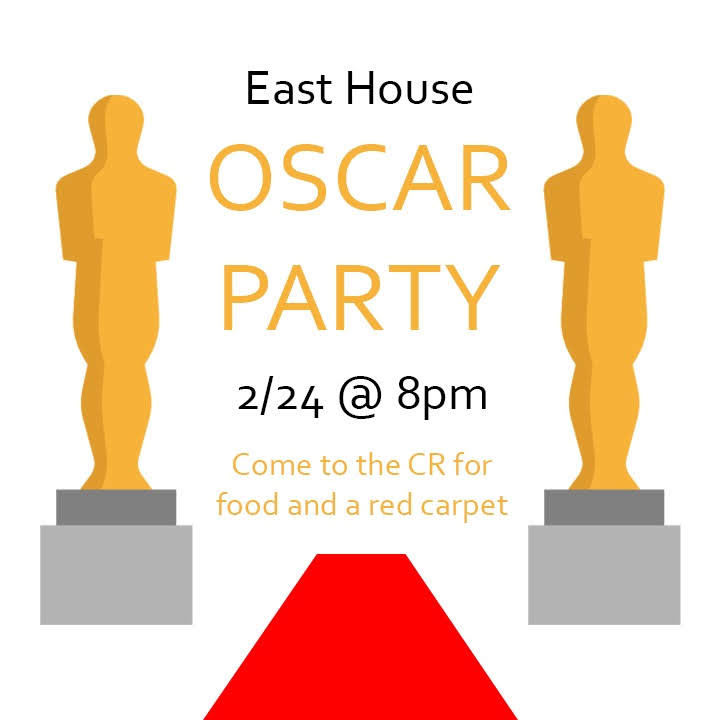 East House
OSCAR
PARTY
2/24 @ 8pm
Come to the CR for
food and a red carpet